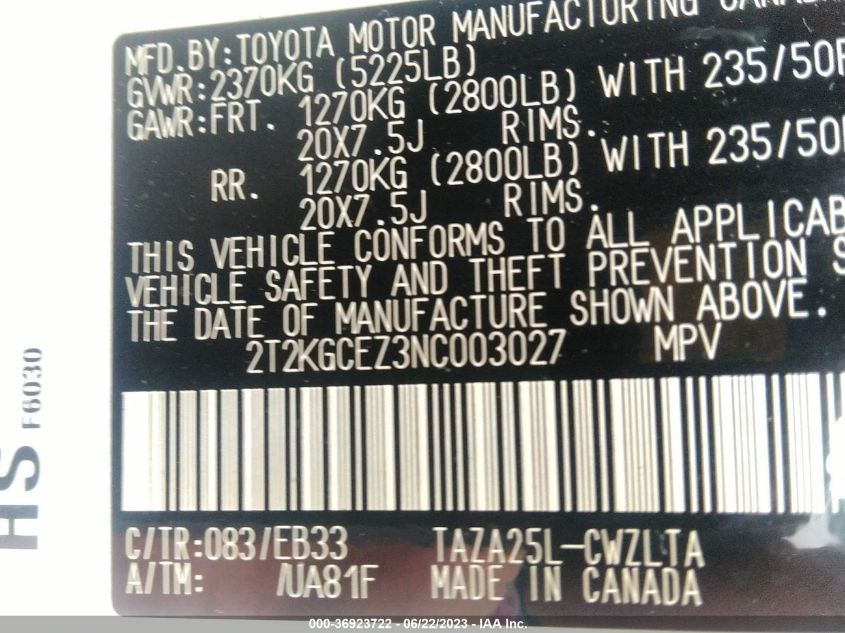 MFD.BY:TOYOTA MOTOR MANUFACTURING
GVWR:2370KG (5225LB)
GAWR:FRT. 1270KG (2800LB) WITH 235/50
20X7.5J RIMS.
RR. 1270KG (2800LB) WITH 235/50
20X7.5J RIMS.
THIS VEHICLE CONFORMS TO ALL APPLICAB
VEHICLE SAFETY AND THEFT PREVENTION S
THE DATE OF MANUFACTURE SHOWN ABOVE.
2T2KGCEZ3NC003027 MPV
C/TR:083/EB33 TAZA25L-CWZLTA
A/TM: /UA81F MADE IN CANADA
HS F6030
000-36923722 - 06/22/2023 - IAA Inc.